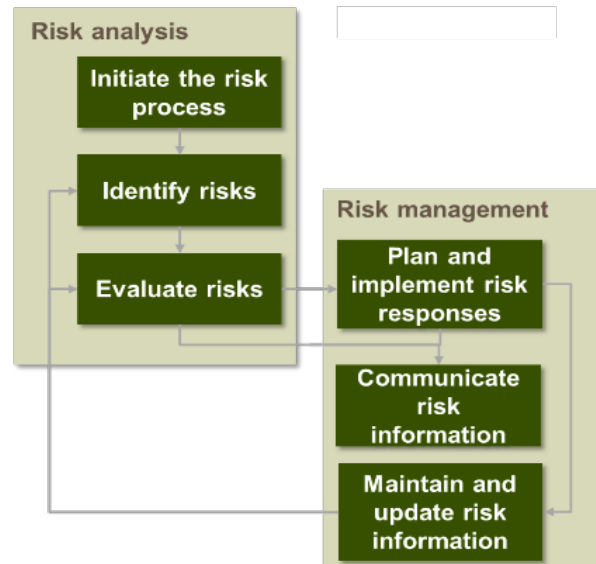 Risk analysis
Initiate the risk
process
Identify risks
Evaluate risks
Risk management
Plan and
implement risk
responses
Communicate
risk
information
Maintain and
update risk
information